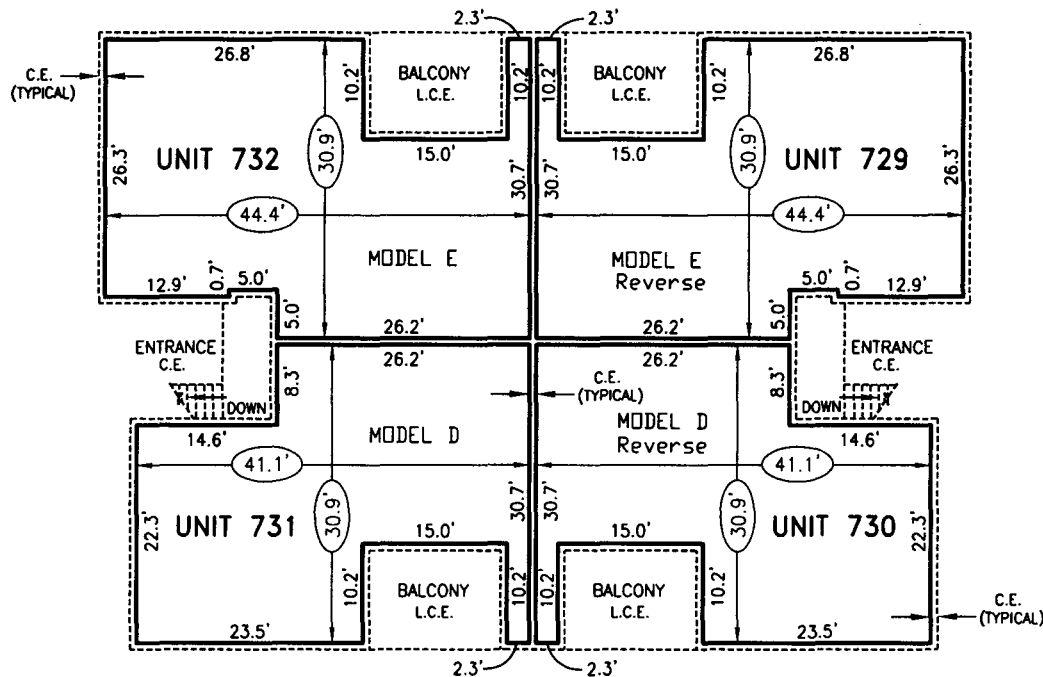 2.3' 2.3'
26.8' 26.8'
C.E.
(TYPICAL)
10.2' BALCONY
L.C.E. 10.2' 10.2' BALCONY
L.C.E. 10.2'
26.3' UNIT 732 30.9' 15.0' 30.7' 30.7' 15.0' 30.9' UNIT 729 26.3'
44.4' 44.4'
MODEL E MODEL E
Reverse
12.9' 0.7' 5.0' 5.0' 0.7' 12.9'
5.0' 26.2' 26.2' 5.0'
ENTRANCE
C.E. ENTRANCE
C.E.
26.2' 26.2'
8.3' C.E.
(TYPICAL) 8.3'
DOWN DOWN
14.6' MODEL D MODEL D
Reverse 14.6'
41.1' 41.1'
22.3' UNIT 731 30.9' 15.0' 30.7' 30.7' 15.0' 30.9' UNIT 730 22.3'
10.2' BALCONY
L.C.E. 10.2' 10.2' BALCONY
L.C.E. 10.2'
C.E.
(TYPICAL)
23.5' 23.5'
2.3' 2.3'